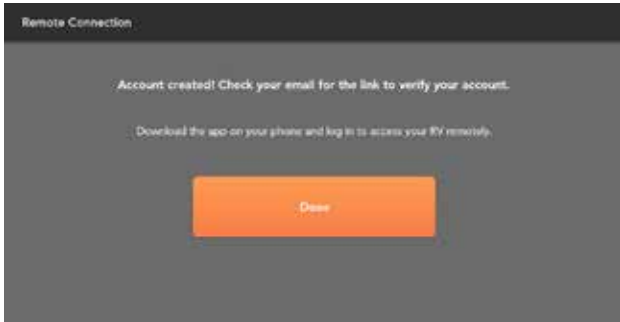 Remote Connection
Account created! Check your email for the link to verify your account.
Download the app on your phone and log in to access your RV remotely.
Done